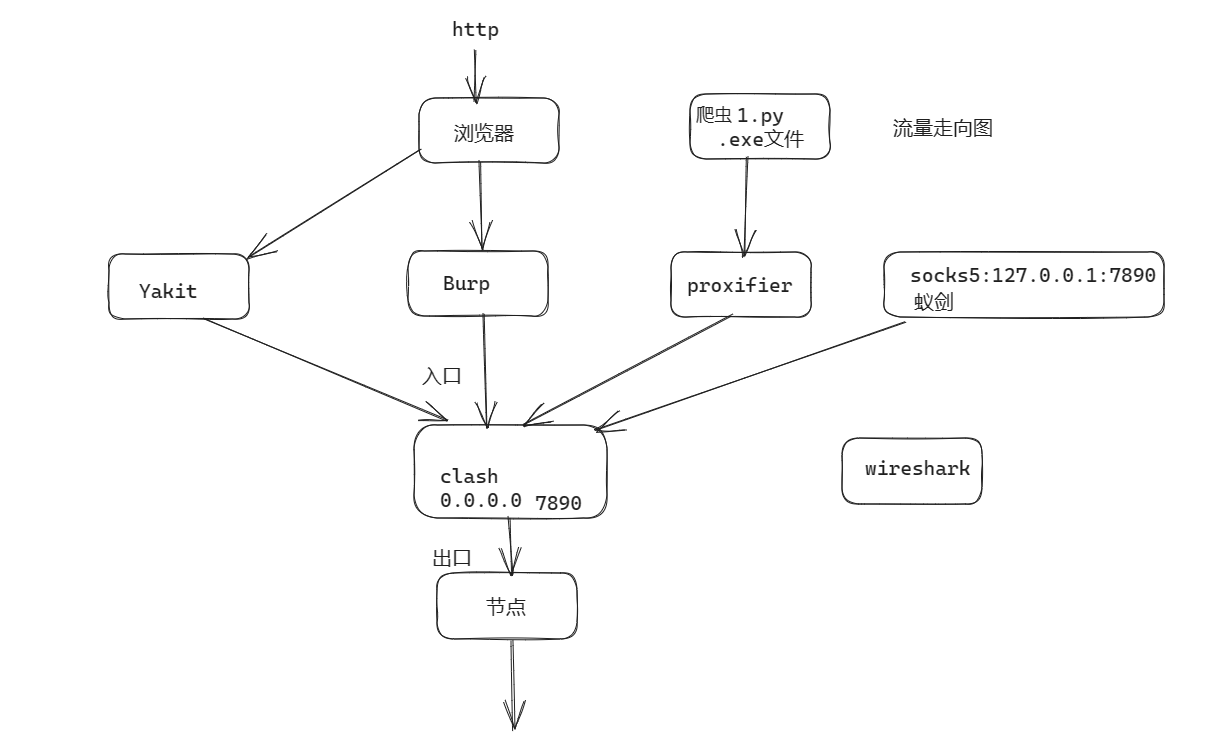 http
浏览器
爬虫 1.py
.exe文件
流量走向图
Yakit
Burp
proxifier
socks5:127.0.0.1:7890
蚁剑
入口
clash
0.0.0.0 7890
wireshark
出口
节点